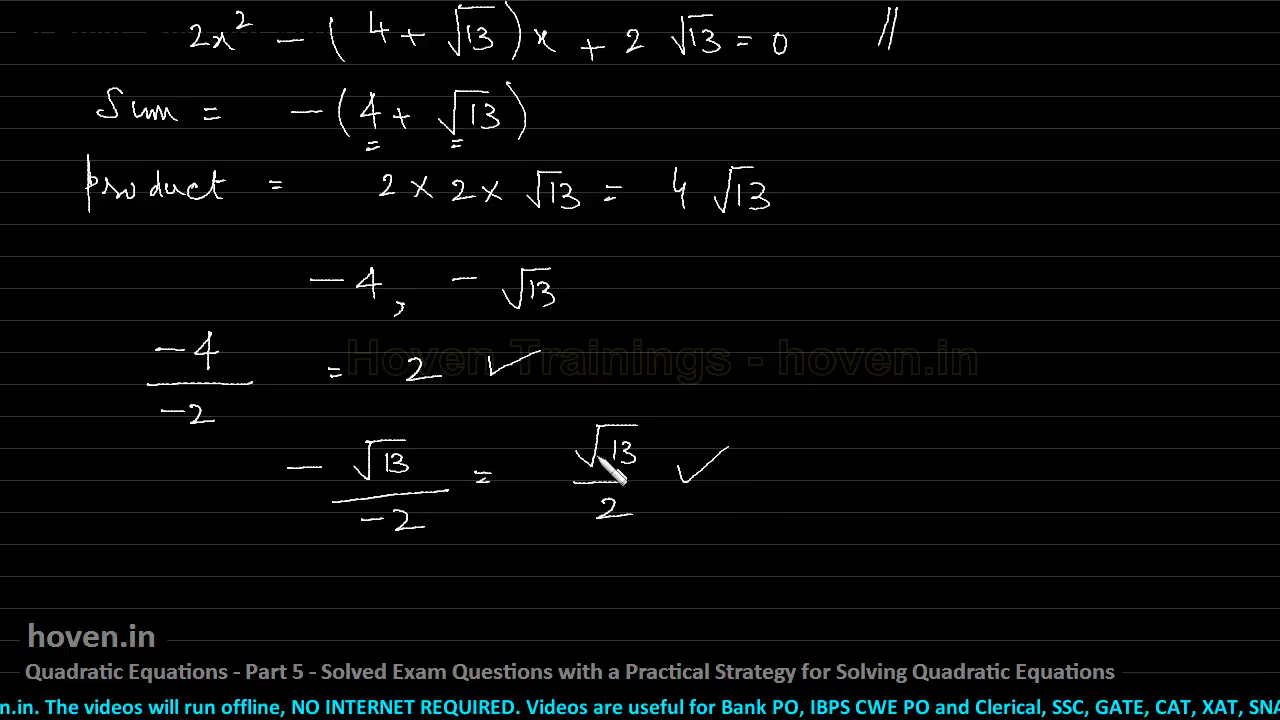 2x² - (4 + √13)x + 2√13 = 0 //
Sum = -(4 + √13)
product = 2 × 2 × √13 = 4√13
-4, -√13
-4/-2 = 2 ✓
Hoven Trainings - hoven.in
-√13/-2 = √13/2 ✓
hoven.in
Quadratic Equations - Part 5 - Solved Exam Questions with a Practical Strategy for Solving Quadratic Equations
n.in. The videos will run offline, NO INTERNET REQUIRED. Videos are useful for Bank PO, IBPS CWE PO and Clerical, SSC, GATE, CAT, XAT, SNA